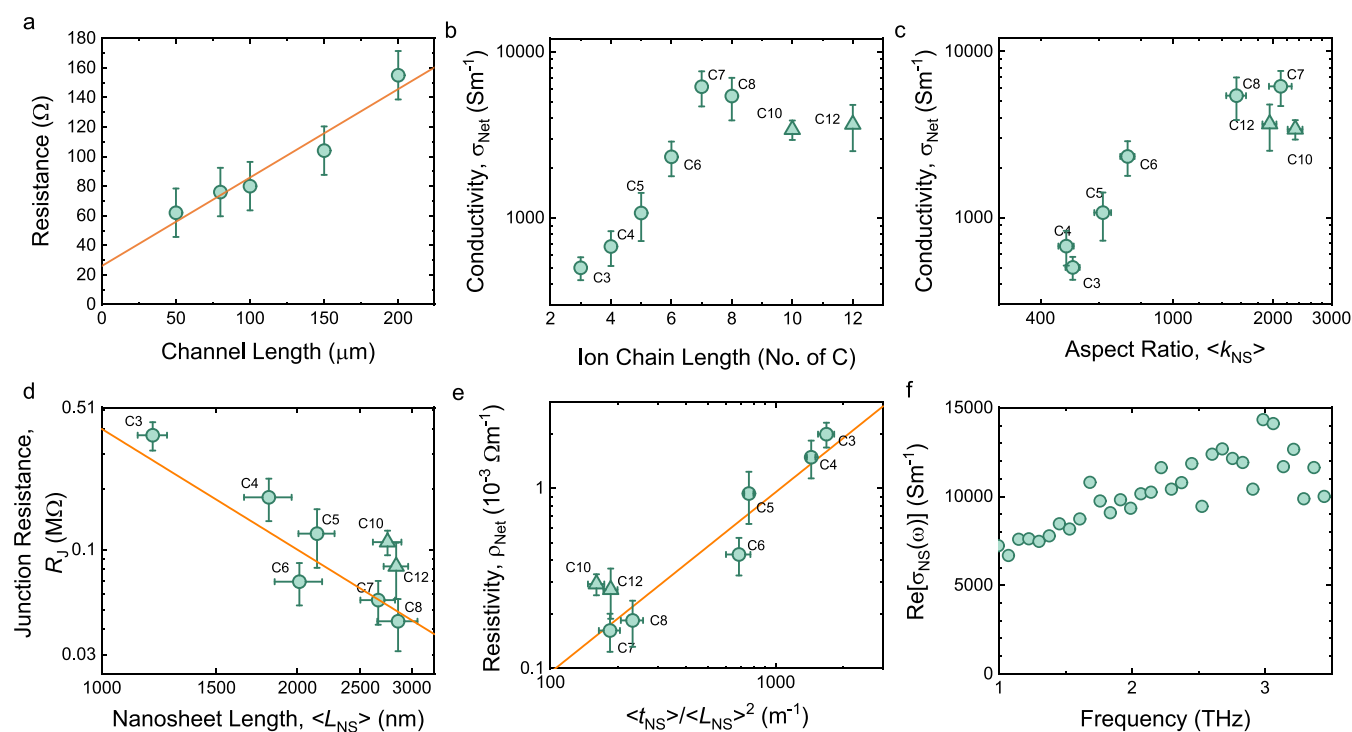 a
180
160
140
120
100
80
60
40
20
0
0
50
100
150
200
Resistance (Ω)
Channel Length (μm)
b
10000
1000
2
4
6
8
10
12
C3
C4
C5
C6
C7
C8
C10
C12
Conductivity, σNet (Sm⁻¹)
Ion Chain Length (No. of C)
c
10000
1000
400
1000
2000
3000
C4
C3
C5
C6
C8
C7
C12
C10
Conductivity, σNet (Sm⁻¹)
Aspect Ratio, <kNS>
d
0.51
0.1
0.03
1000
1500
2000
2500
3000
C3
C4
C5
C10
C6
C7
C12
C8
Junction Resistance,
RJ (MΩ)
Nanosheet Length, <LNS> (nm)
e
1
0.1
100
1000
C3
C4
C5
C6
C10
C12
C8
C7
Resistivity, ρNet (10⁻³ Ωm⁻¹)
<tNS>/<LNS>² (m⁻¹)
f
15000
10000
5000
0
1
2
3
Re[σNS(ω)] (Sm⁻¹)
Frequency (THz)